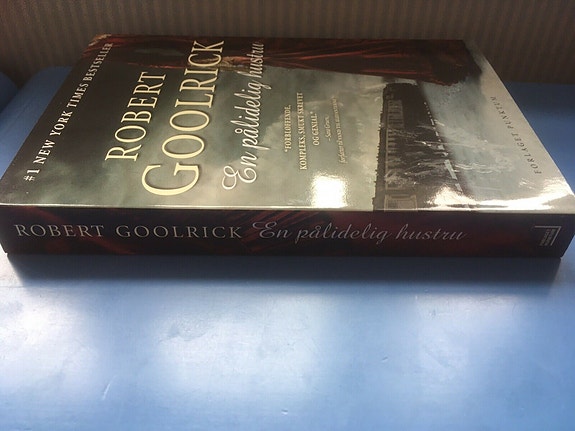 #1 NEW YORK TIMES BESTSELLER
ROBERT
GOOLRICK
En pålidelig hustru
"FORBLØFFENDE,
KOMPLEKS, SMUKT SKREVET
OG GENIAL."
FORLAGET PUNKTUM
ROBERT GOOLRICK En pålidelig hustru